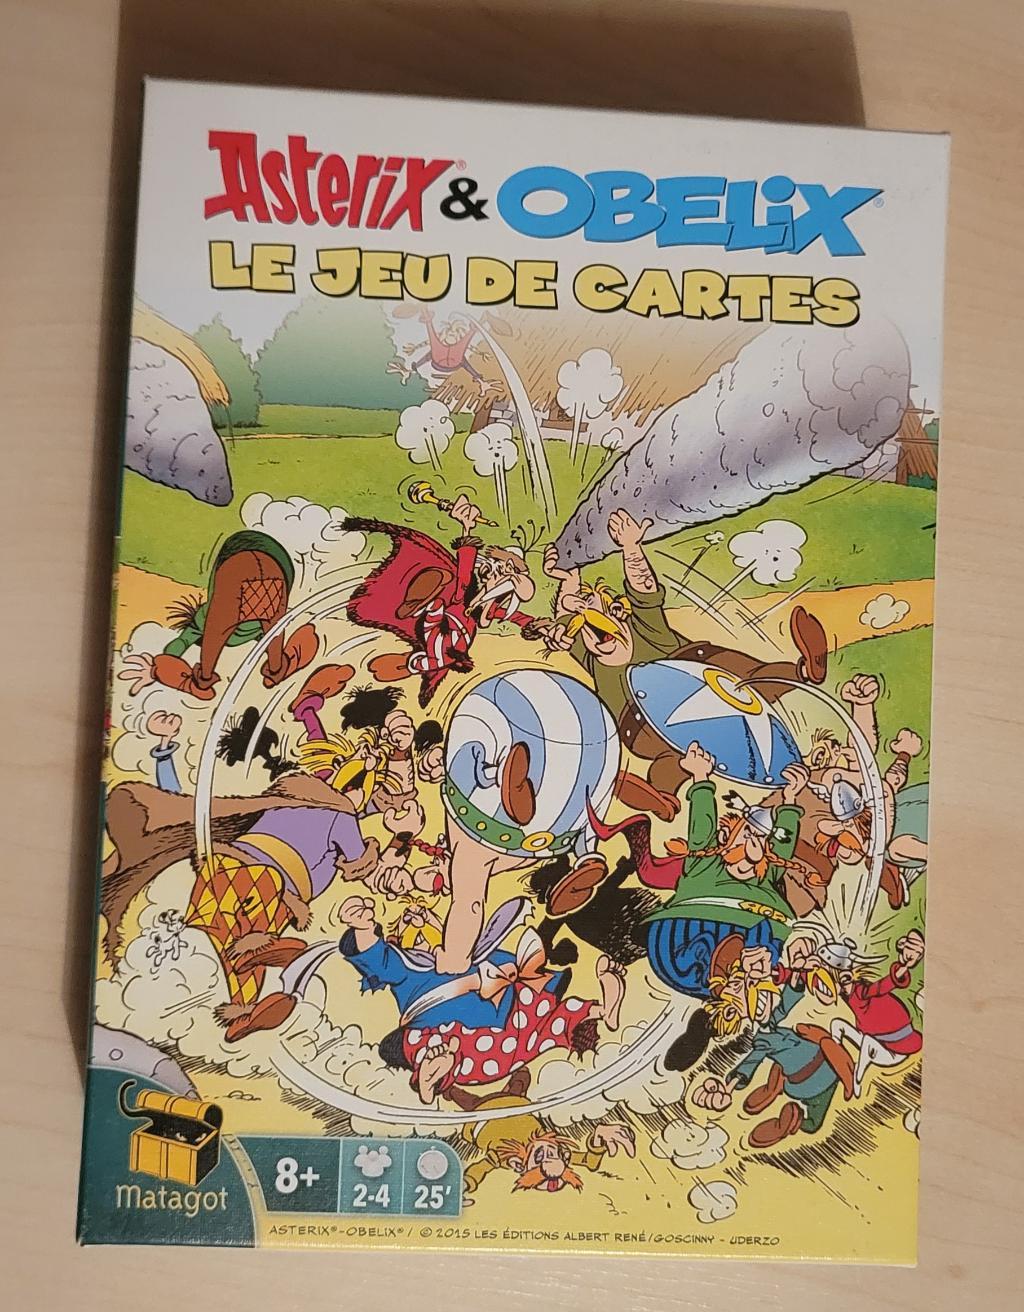 Asterix® & OBELiX®
LE JEU DE CARTES
matagot
8+
2-4
25'
ASTERIX®-OBELIX® / © 2015 LES ÉDITIONS ALBERT RENÉ/GOSCINNY - UDERZO